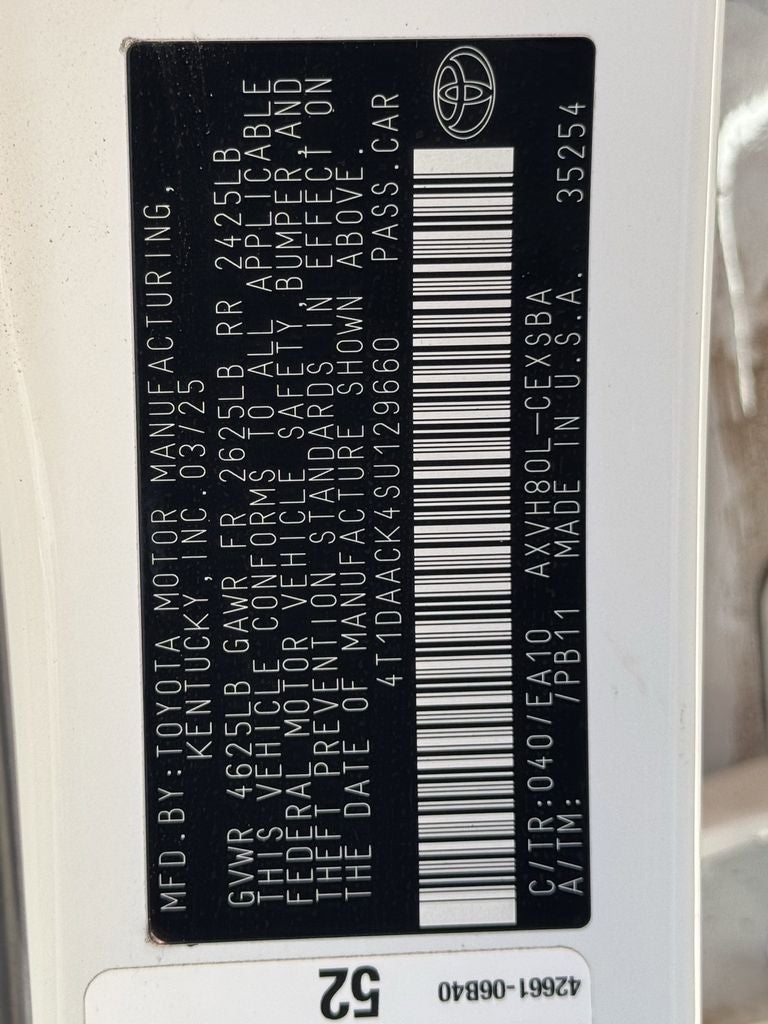 MFD.BY:TOYOTA MOTOR MANUFACTURING,
KENTUCKY, INC.03/25
GVWR 4625LB GAWR FR 2625LB RR 2425LB
THIS VEHICLE CONFORMS TO ALL APPLICABLE
FEDERAL MOTOR VEHICLE SAFETY, BUMPER, AND
THEFT PREVENTION STANDARDS IN EFFECT ON
THE DATE OF MANUFACTURE SHOWN ABOVE.
4T1DAACK4SU129660 PASS.CAR
C/TR:040/EA10 AXVH80L-CEXSBA
A/TM: /PB11 MADE IN U.S.A. 35254
52
42661-06B40